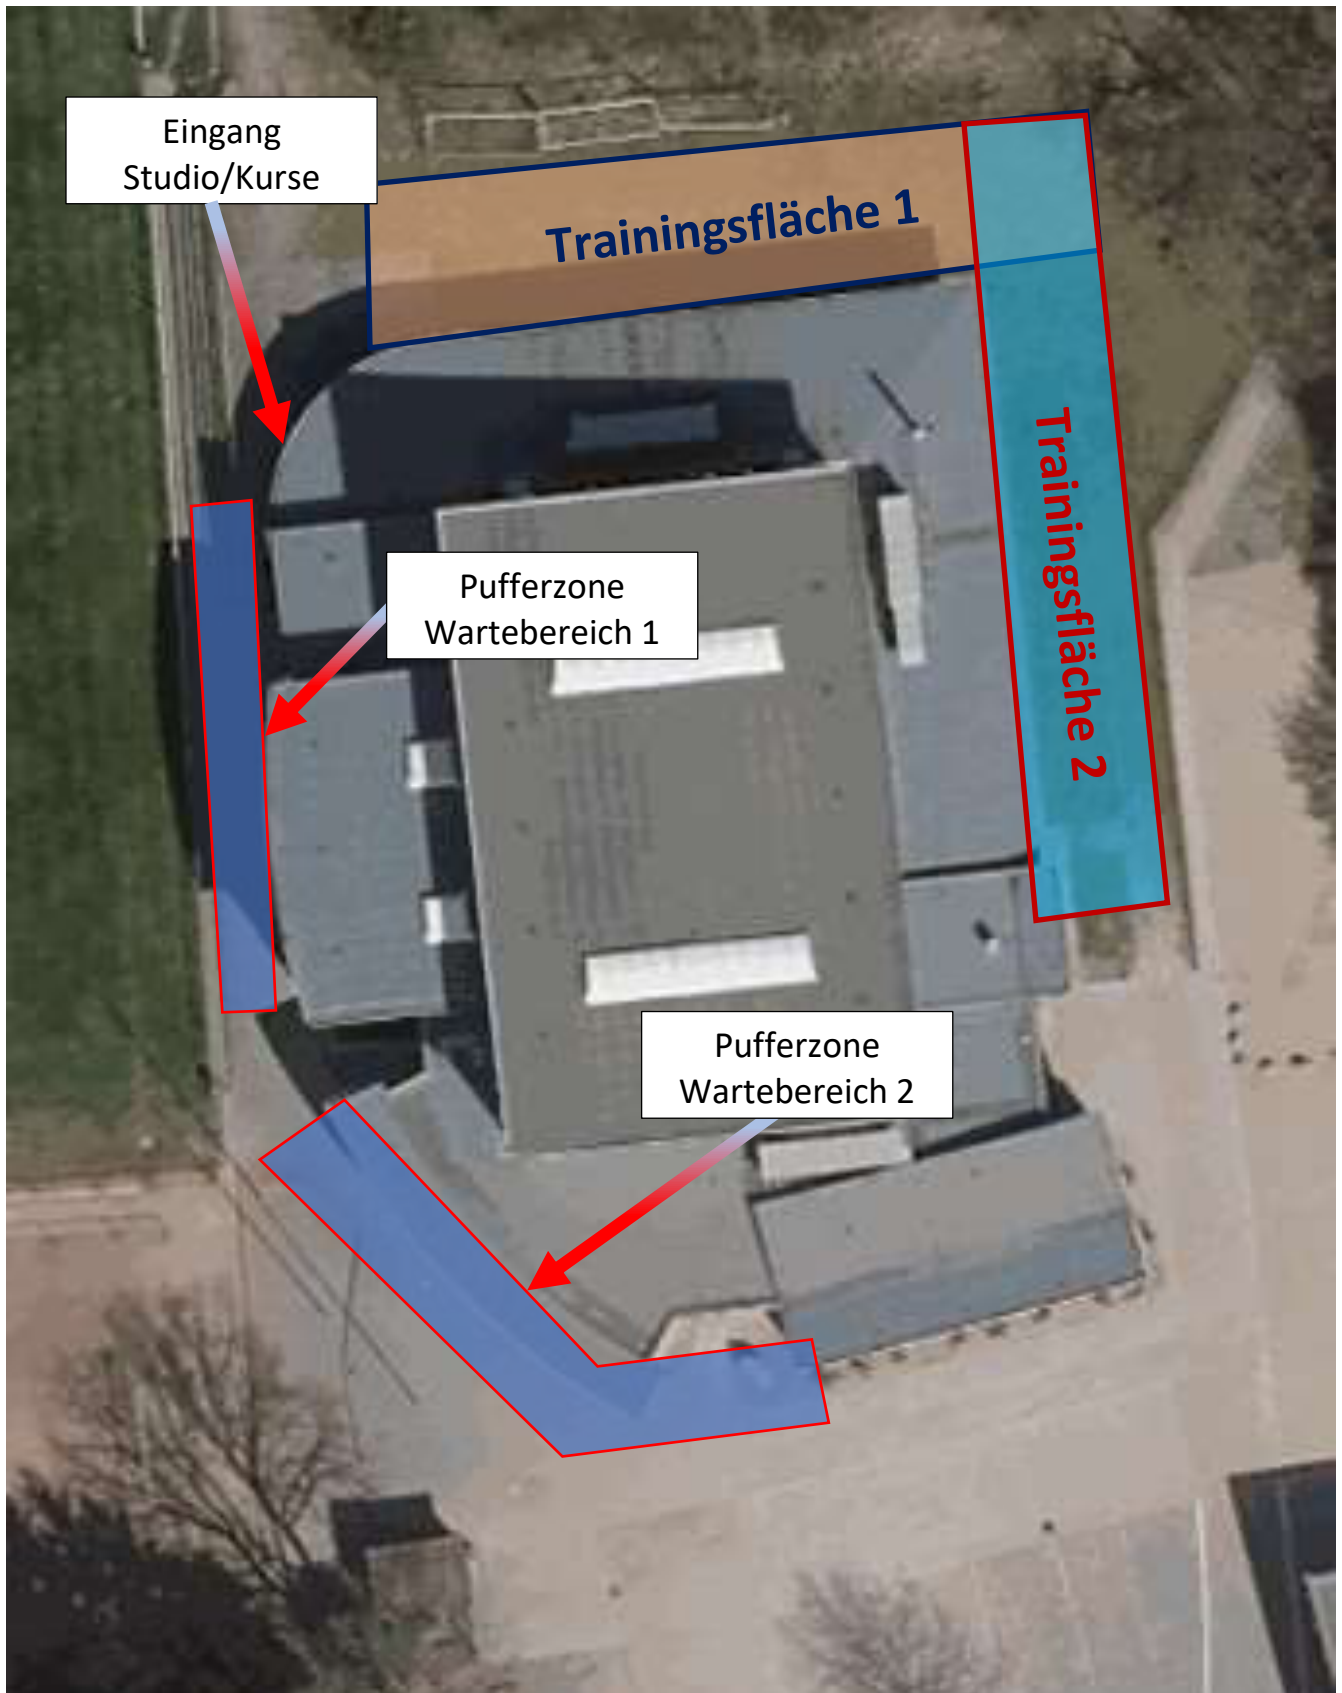 Eingang
Studio/Kurse
Trainingsfläche 1
Trainingsfläche 2
Pufferzone
Wartebereich 1
Pufferzone
Wartebereich 2